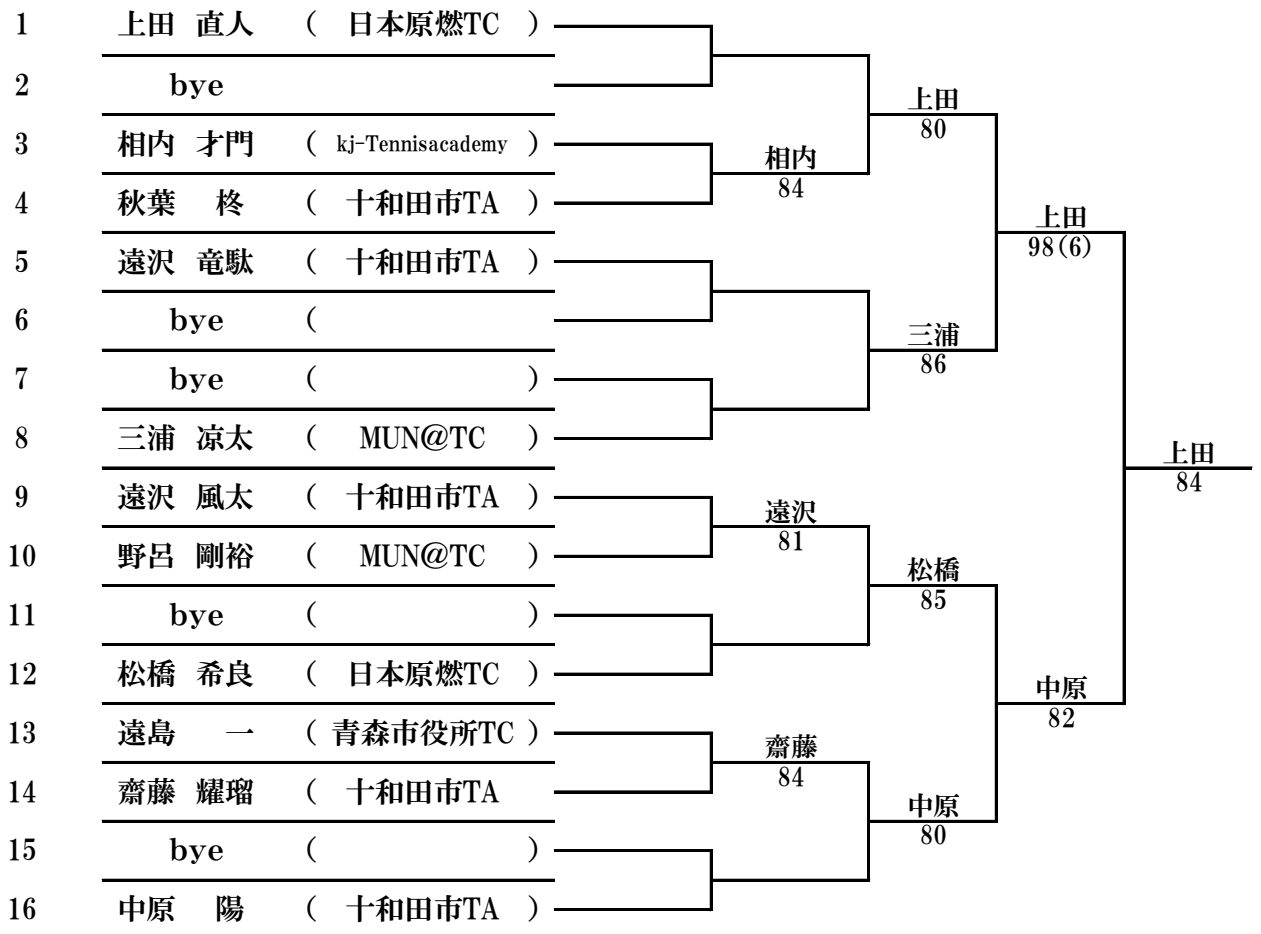 1 上田 直人 ( 日本原燃TC )
2 bye
上田
80
3 相内 才門 ( kj-Tennisacademy )
相内
84
4 秋葉 柊 ( 十和田市TA )
上田
98(6)
5 遠沢 竜駄 ( 十和田市TA )
6 bye (
三浦
86
7 bye ( )
8 三浦 凉太 ( MUN@TC )
上田
84
9 遠沢 風太 ( 十和田市TA )
遠沢
81
10 野呂 剛裕 ( MUN@TC )
松橋
85
11 bye ( )
12 松橋 希良 ( 日本原燃TC )
中原
82
13 遠島 一 ( 青森市役所TC )
齋藤
84
14 齋藤 耀瑠 ( 十和田市TA
中原
80
15 bye ( )
16 中原 陽 ( 十和田市TA )